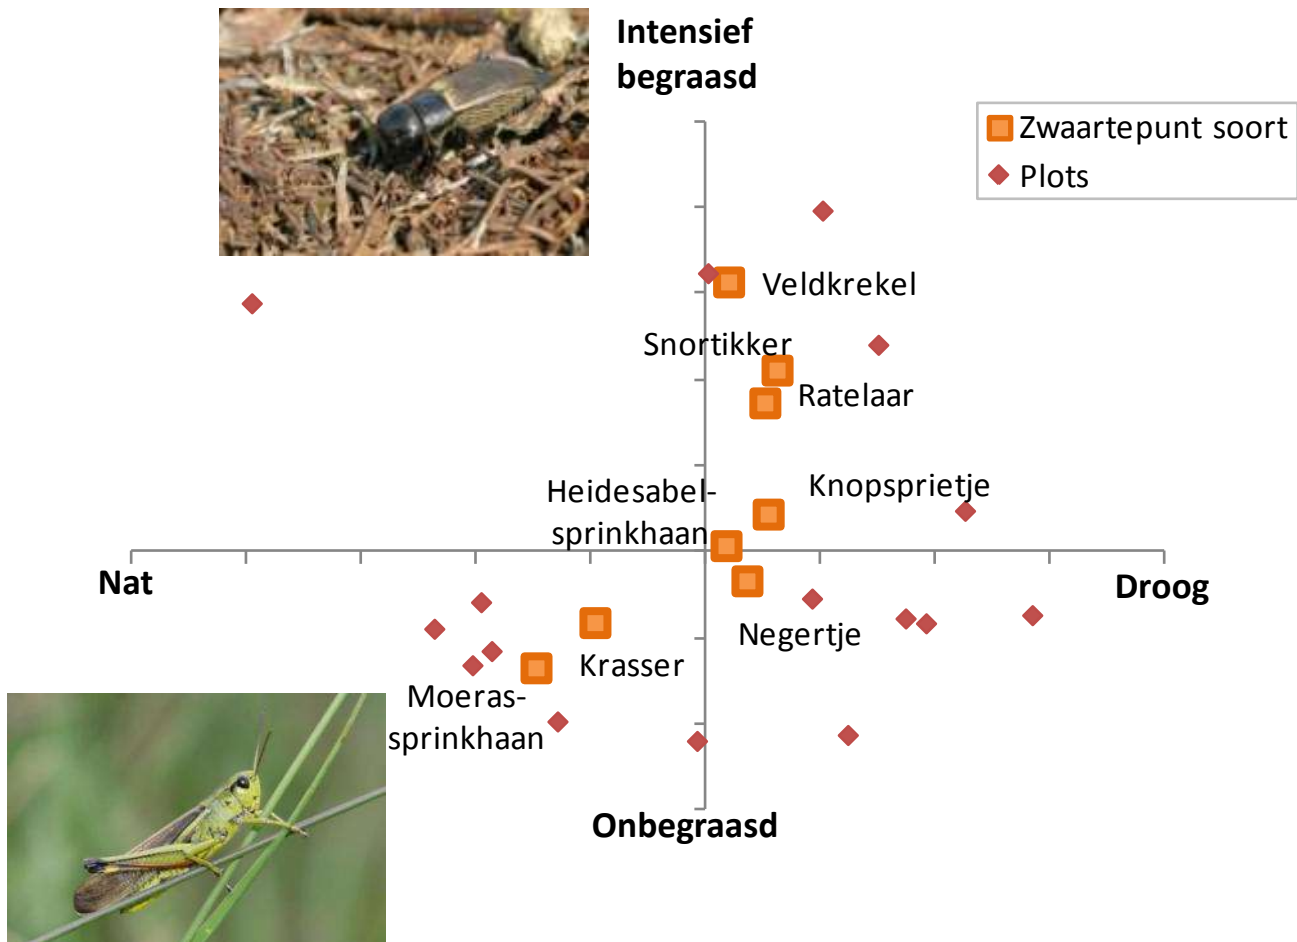 Intensief
begraasd
Zwaartepunt soort
Plots
Veldkrekel
Snortikker
Ratelaar
Knopsprietje
Heidesabel-
sprinkhaan
Nat
Droog
Negertje
Krasser
Moeras-
sprinkhaan
Onbegraasd